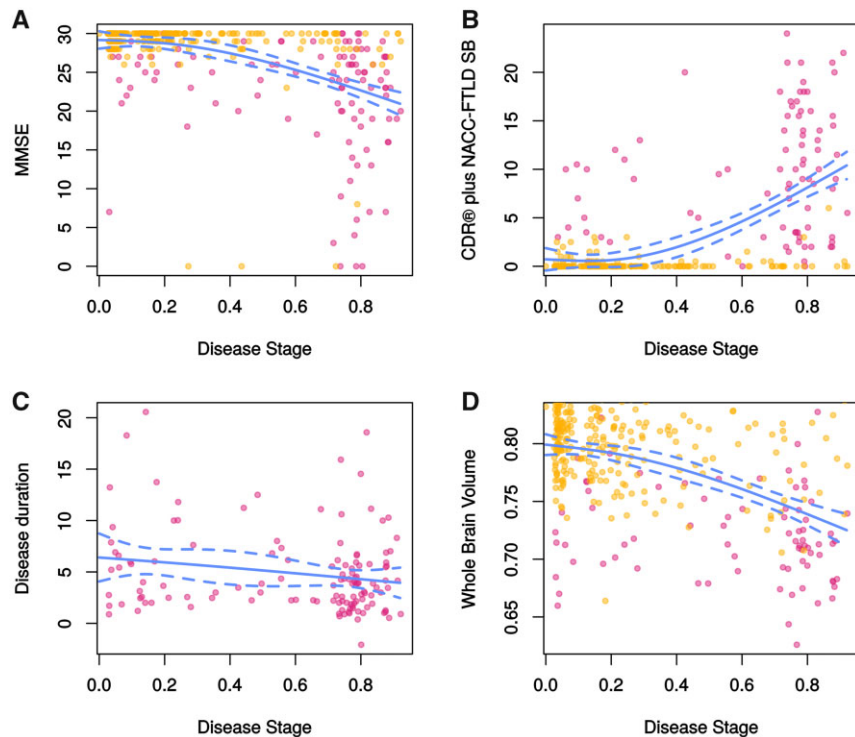 A
MMSE
30
25
20
15
10
5
0
0.0 0.2 0.4 0.6 0.8
Disease Stage
B
CDR® plus NACC-FTLD SB
20
15
10
5
0
0.0 0.2 0.4 0.6 0.8
Disease Stage
C
Disease duration
20
15
10
5
0
0.0 0.2 0.4 0.6 0.8
Disease Stage
D
Whole Brain Volume
0.80
0.75
0.70
0.65
0.0 0.2 0.4 0.6 0.8
Disease Stage